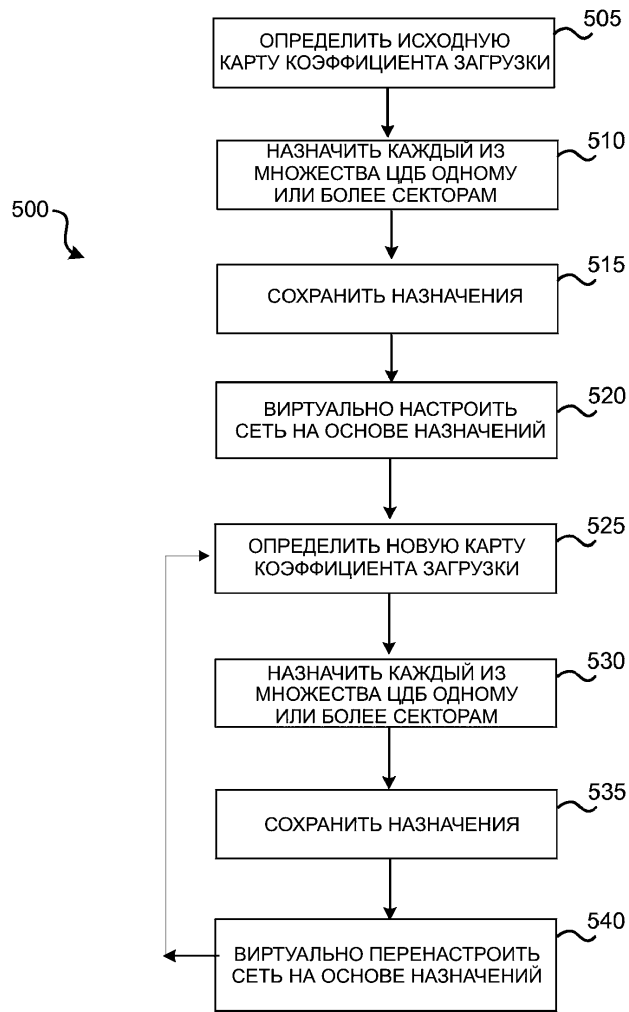 505
ОПРЕДЕЛИТЬ ИСХОДНУЮ
КАРТУ КОЭФФИЦИЕНТА ЗАГРУЗКИ
510
НАЗНАЧИТЬ КАЖДЫЙ ИЗ
МНОЖЕСТВА ЦДБ ОДНОМУ
ИЛИ БОЛЕЕ СЕКТОРАМ
500
515
СОХРАНИТЬ НАЗНАЧЕНИЯ
520
ВИРТУАЛЬНО НАСТРОИТЬ
СЕТЬ НА ОСНОВЕ НАЗНАЧЕНИЙ
525
ОПРЕДЕЛИТЬ НОВУЮ КАРТУ
КОЭФФИЦИЕНТА ЗАГРУЗКИ
530
НАЗНАЧИТЬ КАЖДЫЙ ИЗ
МНОЖЕСТВА ЦДБ ОДНОМУ
ИЛИ БОЛЕЕ СЕКТОРАМ
535
СОХРАНИТЬ НАЗНАЧЕНИЯ
540
ВИРТУАЛЬНО ПЕРЕНАСТРОИТЬ
СЕТЬ НА ОСНОВЕ НАЗНАЧЕНИЙ